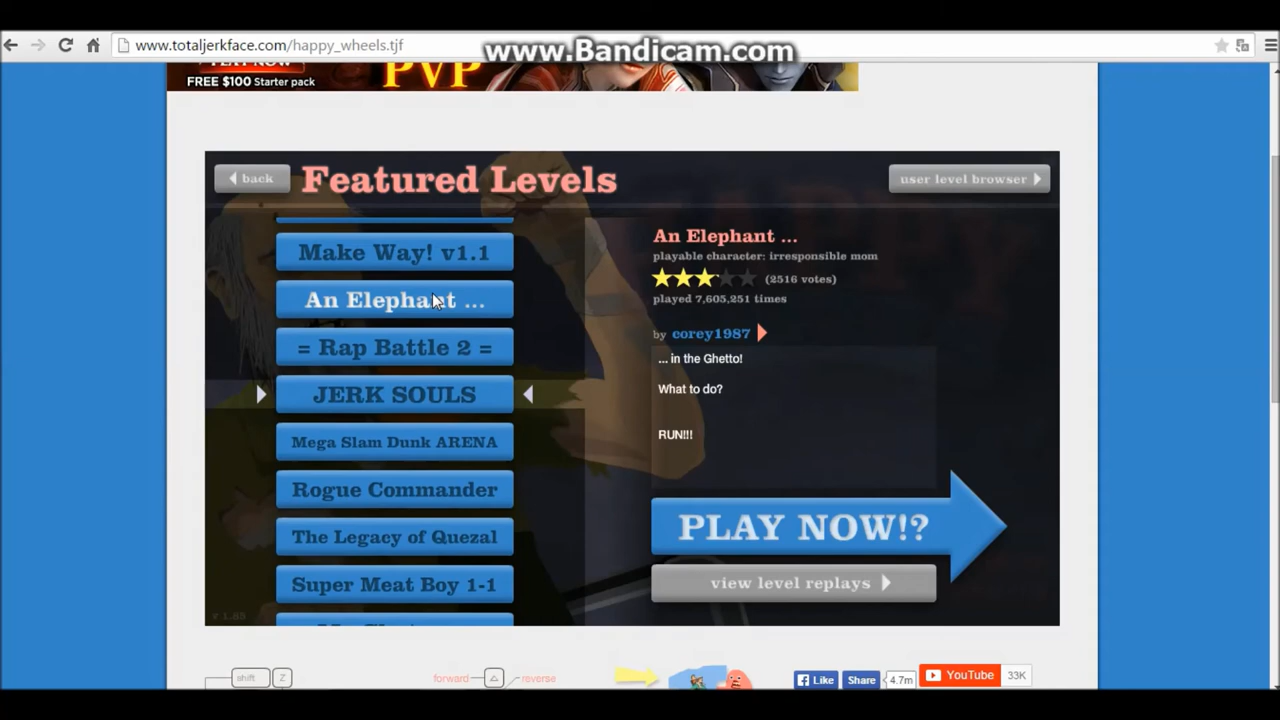 www.totaljerkface.com/happy_wheels.tjf
www.Bandicam.com
PVP
FREE $100 Starter pack
back
Featured Levels
user level browser
Make Way! v1.1
An Elephant ...
= Rap Battle 2 =
JERK SOULS
Mega Slam Dunk ARENA
Rogue Commander
The Legacy of Quezal
Super Meat Boy 1-1
An Elephant ...
playable character: irresponsible mom
(2516 votes)
played 7,605,251 times
by corey1987
... in the Ghetto!
What to do?
RUN!!!
PLAY NOW!?
view level replays
v 1.85
shift Z
forward
reverse
Like
Share
4.7m
YouTube
33K